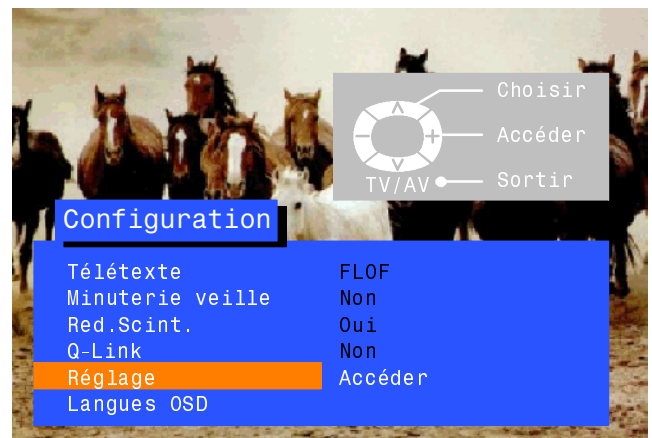 Choisir
Accéder
TV/AV Sortir
Configuration
Télétexte FLOF
Minuterie veille Non
Red.Scint. Oui
Q-Link Non
Réglage Accéder
Langues OSD